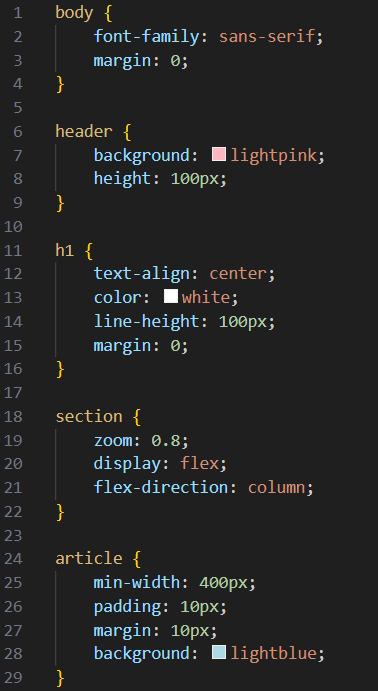 1 body {
2     font-family: sans-serif;
3     margin: 0;
4 }
5
6 header {
7     background: lightpink;
8     height: 100px;
9 }
10
11 h1 {
12     text-align: center;
13     color: white;
14     line-height: 100px;
15     margin: 0;
16 }
17
18 section {
19     zoom: 0.8;
20     display: flex;
21     flex-direction: column;
22 }
23
24 article {
25     min-width: 400px;
26     padding: 10px;
27     margin: 10px;
28     background: lightblue;
29 }